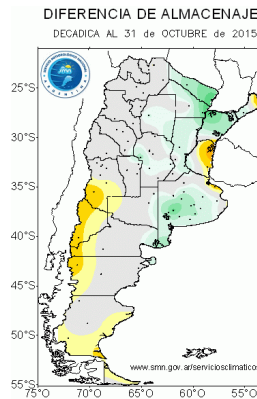 DIFERENCIA DE ALMACENAJE
DECADICA AL 31 de OCTUBRE de 2015
25°S
30°S
35°S
40°S
45°S
50°S
www.smn.gov.ar/serviciosclimaticos
55°S
75°O 70°O 65°O 60°O 55°O